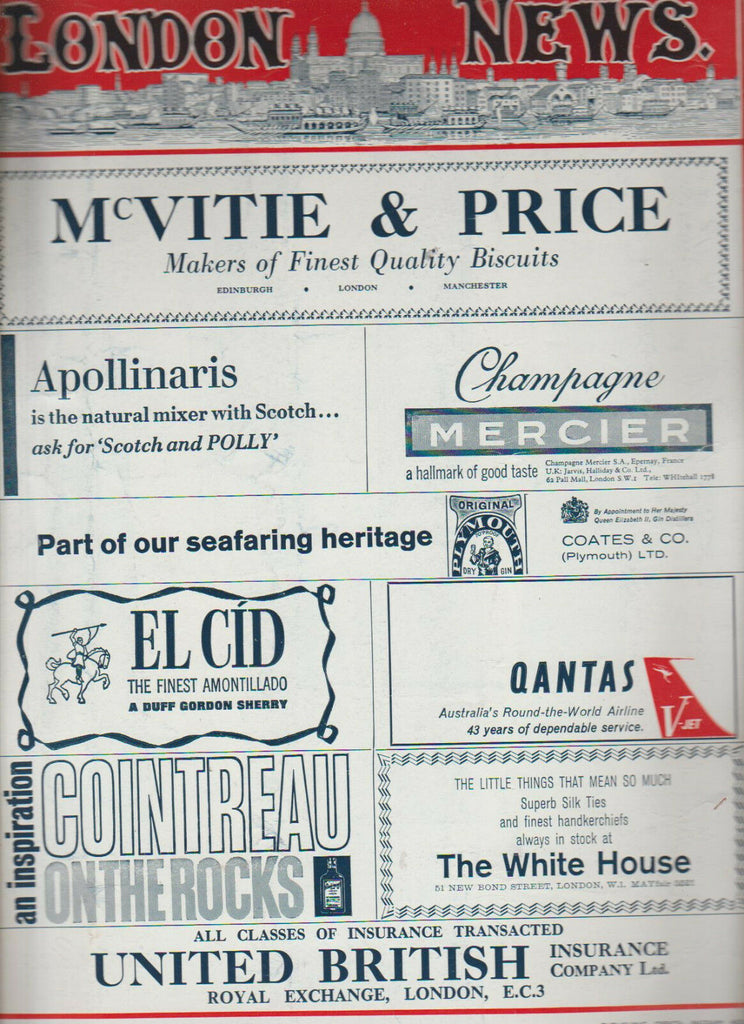 LONDON NEWS.
McVITIE & PRICE
Makers of Finest Quality Biscuits
EDINBURGH • LONDON • MANCHESTER
Apollinaris
is the natural mixer with Scotch...
ask for 'Scotch and POLLY'
Champagne
MERCIER
a hallmark of good taste
Champagne Mercier S.A., Epernay, France
U.K: Jarvis, Halliday & Co. Ltd.,
62 Pall Mall, London S.W.1 Tele: WHItehall 1778
Part of our seafaring heritage
ORIGINAL
PLYMOUTH
DRY GIN
By Appointment to Her Majesty
Queen Elizabeth II, Gin Distillers
COATES & CO.
(Plymouth) LTD.
EL CÍD
THE FINEST AMONTILLADO
A DUFF GORDON SHERRY
QANTAS
Australia's Round-the-World Airline
43 years of dependable service.
V-JET
an inspiration
COINTREAU
ON THE ROCKS
THE LITTLE THINGS THAT MEAN SO MUCH
Superb Silk Ties
and finest handkerchiefs
always in stock at
The White House
51 NEW BOND STREET, LONDON, W.1. MAYfair
ALL CLASSES OF INSURANCE TRANSACTED
UNITED BRITISH INSURANCE COMPANY Ltd.
ROYAL EXCHANGE, LONDON, E.C.3